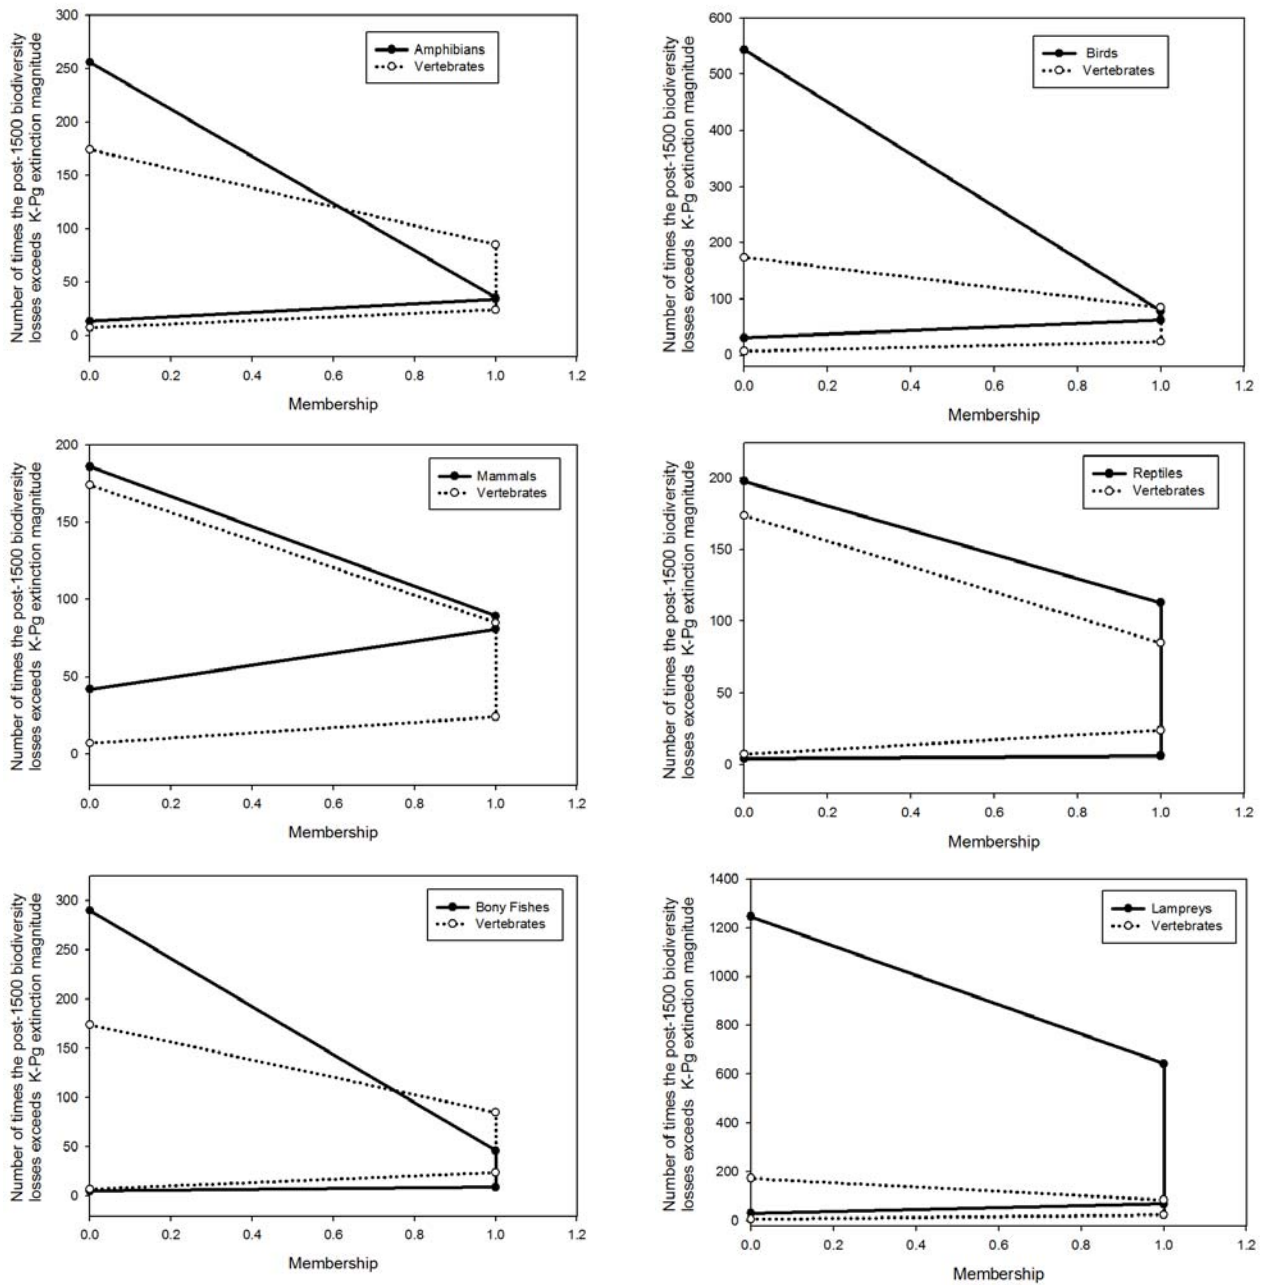 Number of times the post-1500 biodiversity
losses exceeds K-Pg extinction magnitude
300
250
200
150
100
50
0
Amphibians
Vertebrates
0.0 0.2 0.4 0.6 0.8 1.0 1.2
Membership
Number of times the post-1500 biodiversity
losses exceeds K-Pg extinction magnitude
600
500
400
300
200
100
0
Birds
Vertebrates
0.0 0.2 0.4 0.6 0.8 1.0 1.2
Membership
Number of times the post-1500 biodiversity
losses exceeds K-Pg extinction magnitude
200
150
100
50
0
Mammals
Vertebrates
0.0 0.2 0.4 0.6 0.8 1.0 1.2
Membership
Number of times the post-1500 biodiversity
losses exceeds K-Pg extinction magnitude
200
150
100
50
0
Reptiles
Vertebrates
0.0 0.2 0.4 0.6 0.8 1.0 1.2
Membership
Number of times the post-1500 biodiversity
losses exceeds K-Pg extinction magnitude
300
250
200
150
100
50
0
Bony Fishes
Vertebrates
0.0 0.2 0.4 0.6 0.8 1.0 1.2
Membership
Number of times the post-1500 biodiversity
losses exceeds K-Pg extinction magnitude
1400
1200
1000
800
600
400
200
0
Lampreys
Vertebrates
0.0 0.2 0.4 0.6 0.8 1.0 1.2
Membership